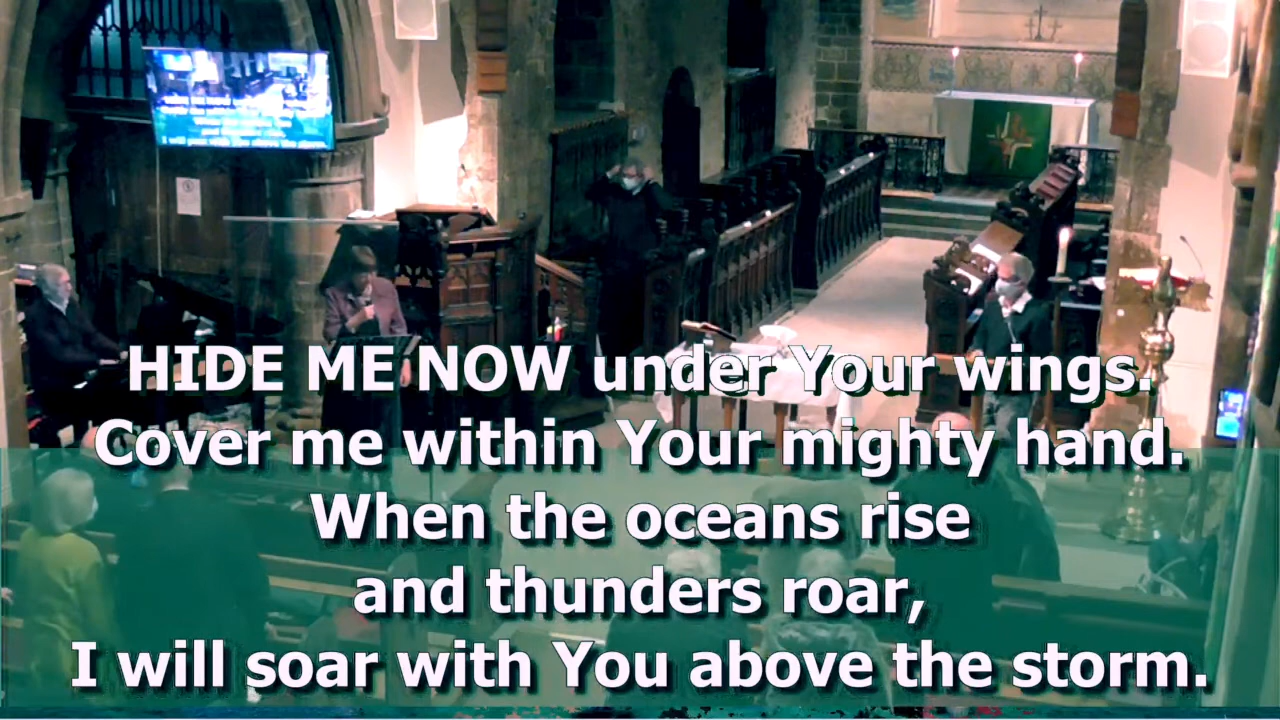 HIDE ME NOW under Your wings.
Cover me within Your mighty hand.
When the oceans rise
and thunders roar,
I will soar with You above the storm.